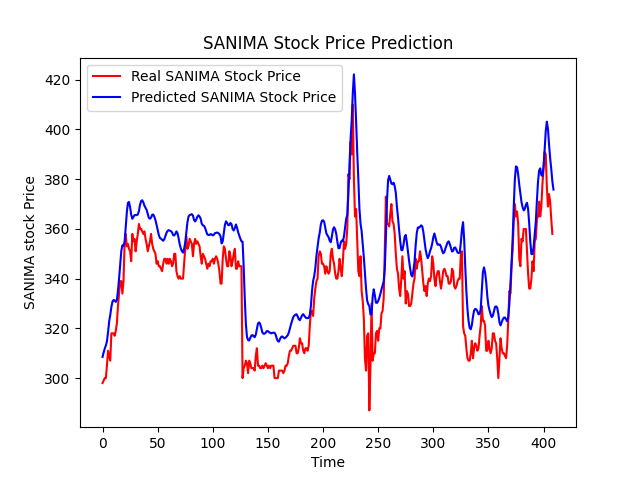 SANIMA Stock Price Prediction
Real SANIMA Stock Price
Predicted SANIMA Stock Price
420
400
380
360
340
320
300
SANIMA stock Price
0 50 100 150 200 250 300 350 400
Time